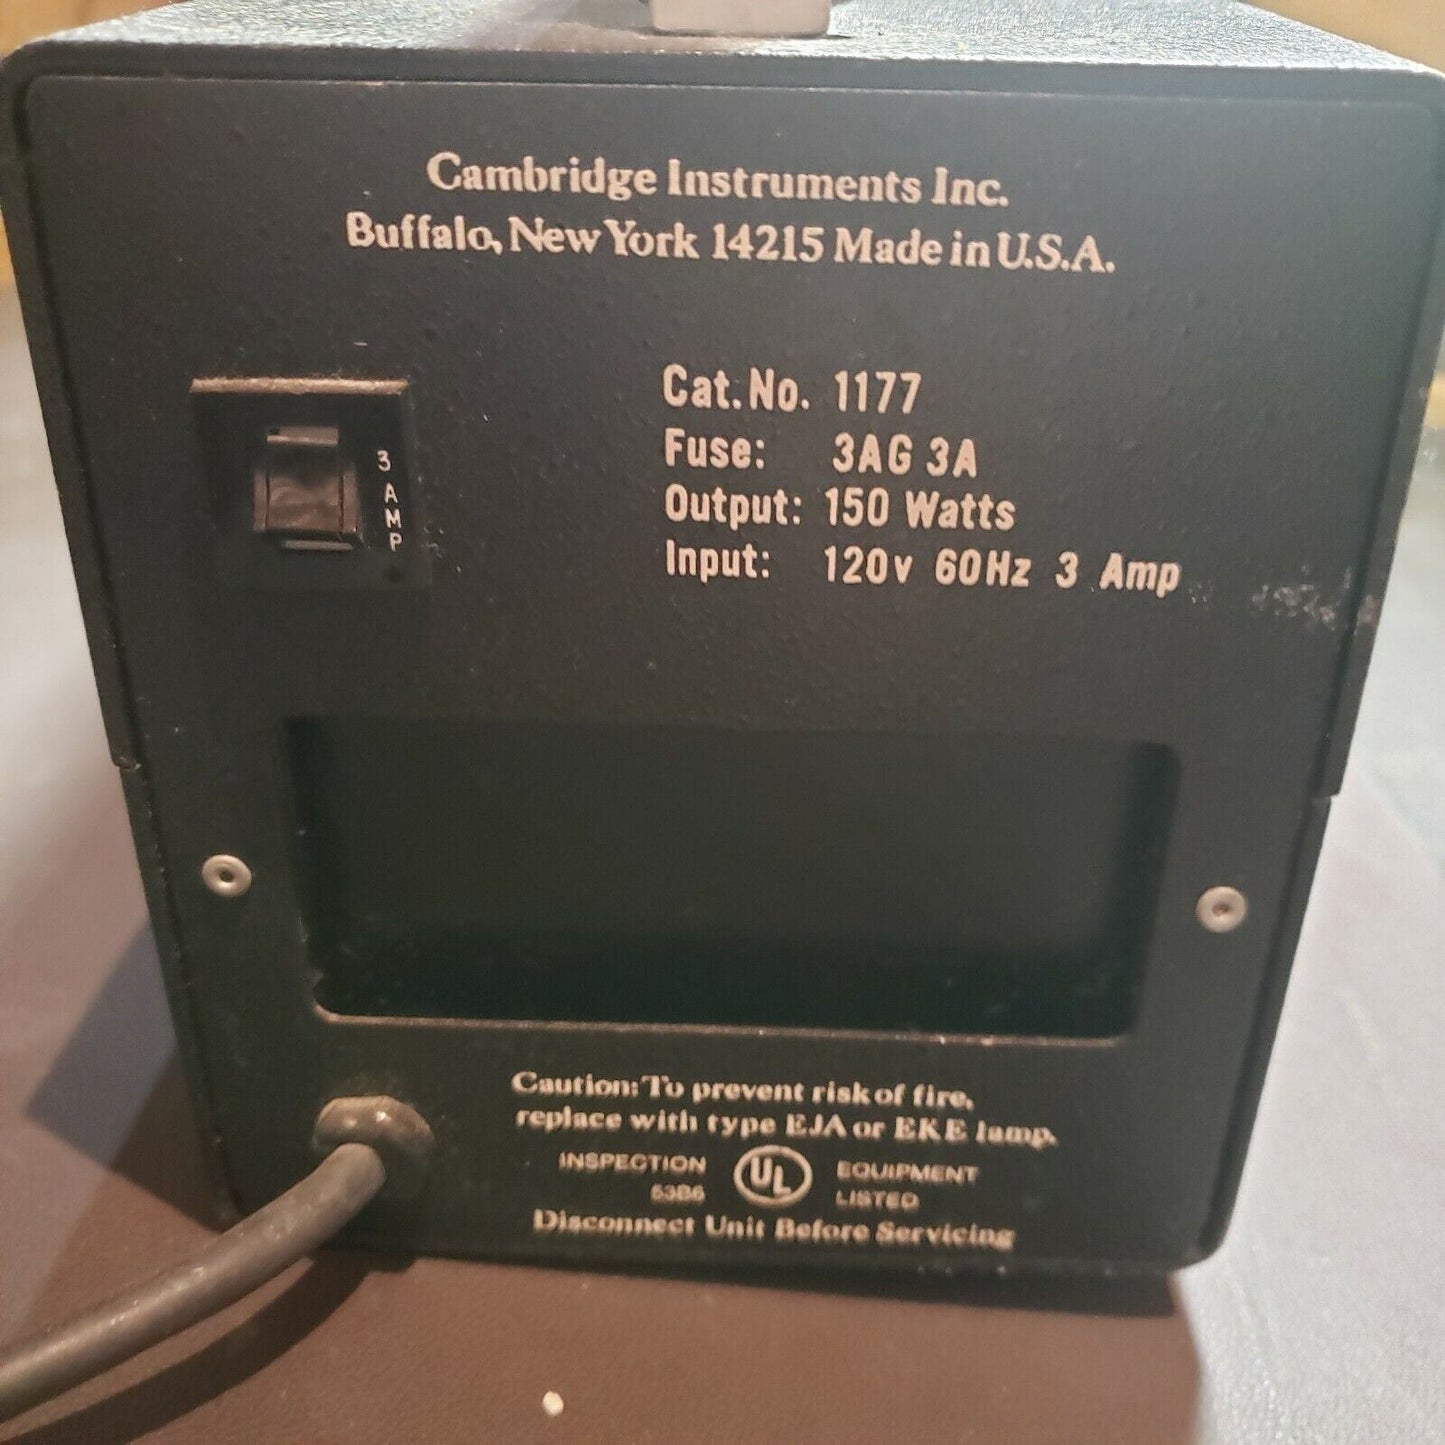 Cambridge Instruments Inc.
Buffalo, New York 14215 Made in U.S.A.
3 AMP
Cat. No. 1177
Fuse: 3AG 3A
Output: 150 Watts
Input: 120v 60Hz 3 Amp
Caution: To prevent risk of fire,
replace with type EJA or EKE lamp.
INSPECTION UL EQUIPMENT
53B6 LISTED
Disconnect Unit Before Servicing